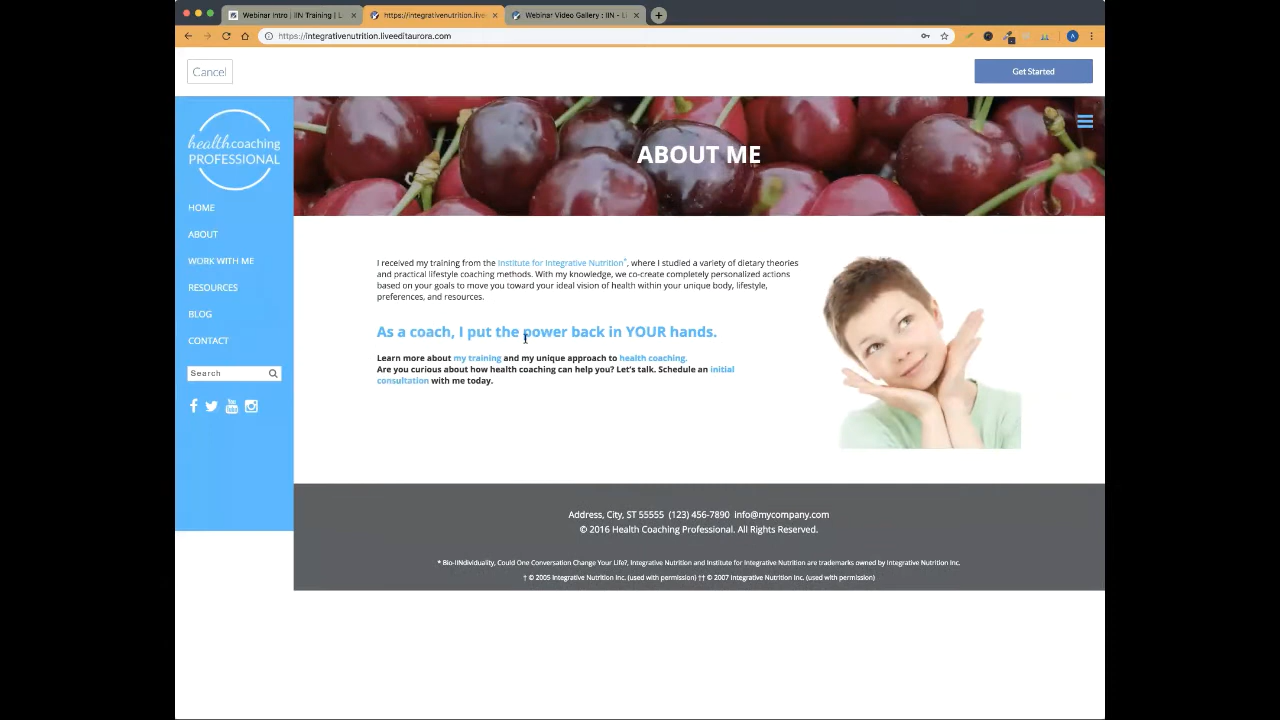 Webinar Intro | IIN Training | L
https://integrativenutrition.live
Webinar Video Gallery : IIN - Li
https://integrativenutrition.liveeditaurora.com
Cancel
Get Started
health coaching
PROFESSIONAL
HOME
ABOUT
WORK WITH ME
RESOURCES
BLOG
CONTACT
Search
ABOUT ME
I received my training from the Institute for Integrative Nutrition®, where I studied a variety of dietary theories
and practical lifestyle coaching methods. With my knowledge, we co-create completely personalized actions
based on your goals to move you toward your ideal vision of health within your unique body, lifestyle,
preferences, and resources.
As a coach, I put the power back in YOUR hands.
Learn more about my training and my unique approach to health coaching.
Are you curious about how health coaching can help you? Let's talk. Schedule an initial
consultation with me today.
Address, City, ST 55555 (123) 456-7890 info@mycompany.com
© 2016 Health Coaching Professional. All Rights Reserved.
* Bio-IINdividuality, Could One Conversation Change Your Life?, Integrative Nutrition and Institute for Integrative Nutrition are trademarks owned by Integrative Nutrition Inc.
† © 2005 Integrative Nutrition Inc. (used with permission) †† © 2007 Integrative Nutrition Inc. (used with permission)